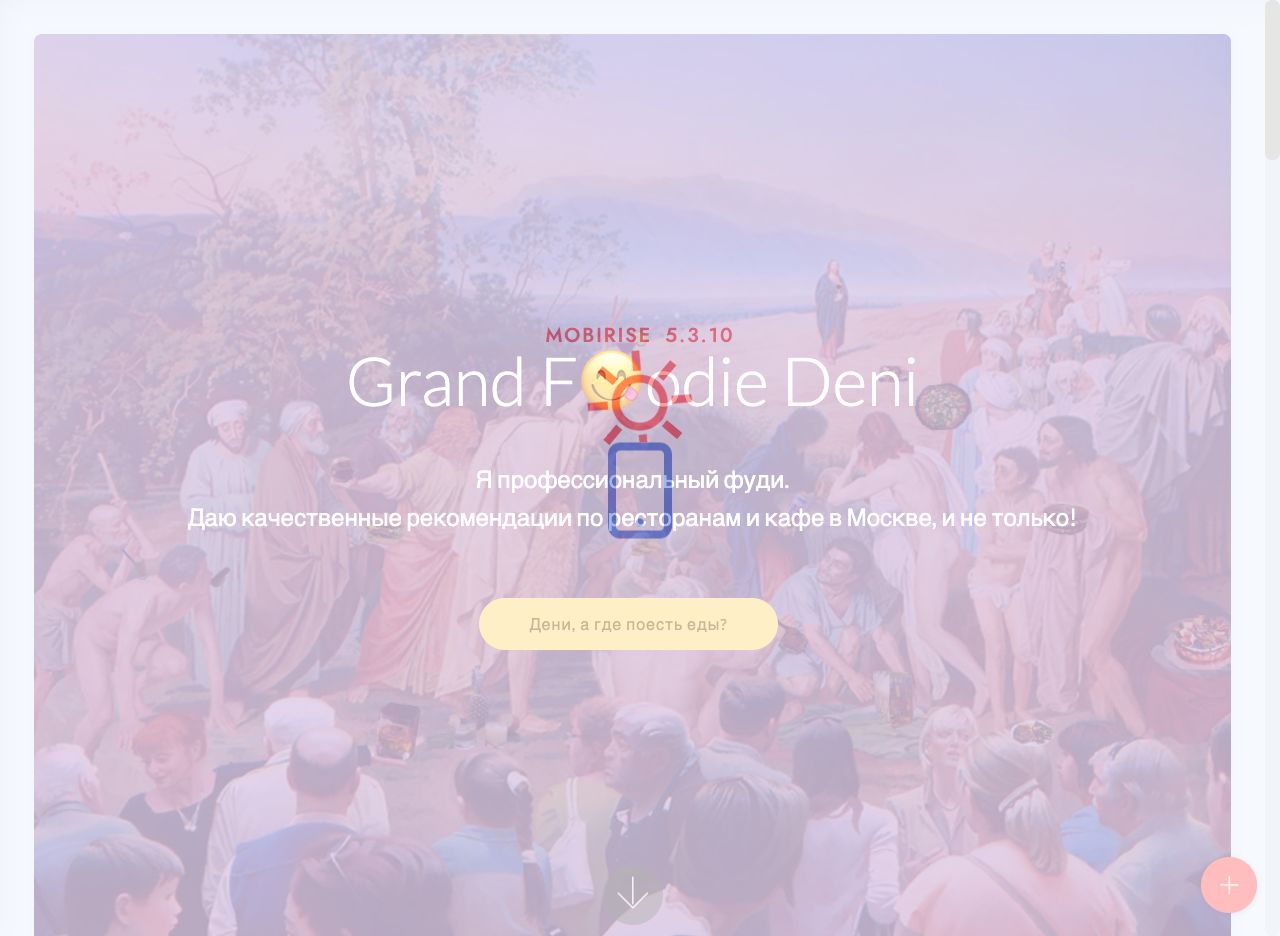 MOBIRISE 5.3.10
Grand F😋odie Deni
Я профессиональный фуди.
Даю качественные рекомендации по ресторанам и кафе в Москве, и не только!
Дени, а где поесть еды?